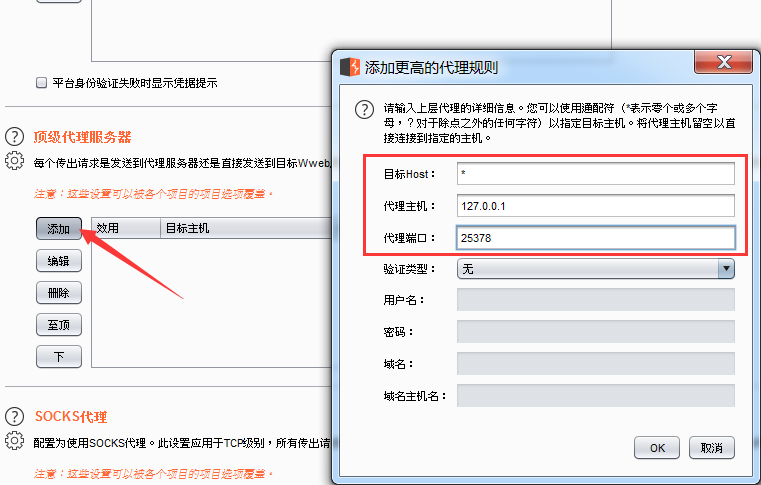 平台身份验证失败时显示凭据提示
顶级代理服务器
每个传出请求是发送到代理服务器还是直接发送到目标Wweb
注意：这些设置可以被各个项目的项目选项覆盖。
添加
效用
目标主机
编辑
删除
至顶
下
SOCKS代理
配置为使用SOCKS代理。此设置应用于TCP级别，所有传出请
注意：这些设置可以被各个项目的项目选项覆盖。
添加更高的代理规则
请输入上层代理的详细信息。您可以使用通配符（*表示零个或多个字
母，？对于除点之外的任何字符）以指定目标主机。将代理主机留空以直
接连接到指定的主机。
目标Host：
*
代理主机：
127.0.0.1
代理端口：
25378
验证类型：
无
用户名：
密码：
域名：
域名主机名：
OK
取消